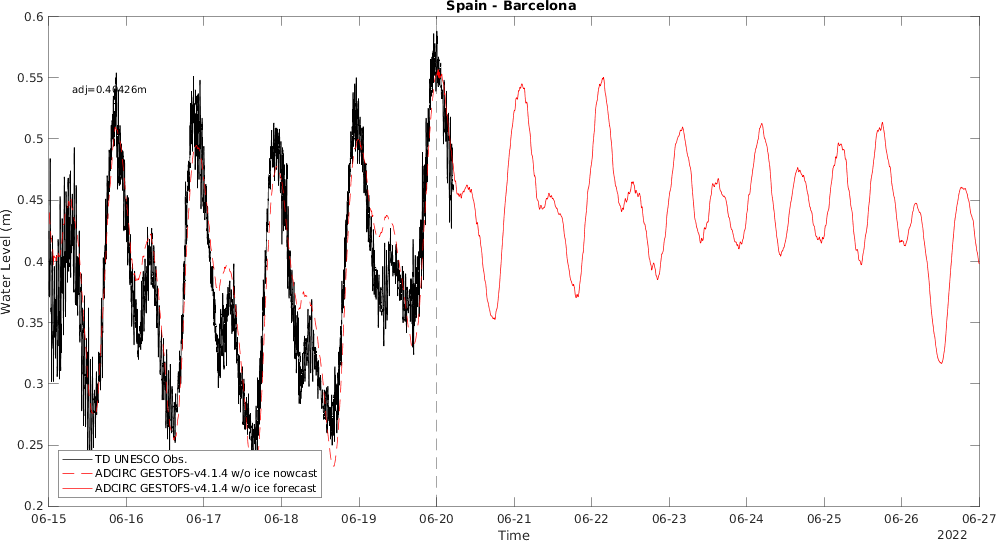 Spain - Barcelona
0.6
0.55
0.5
0.45
0.4
0.35
0.3
0.25
0.2
Water Level (m)
adj=0.40426m
TD UNESCO Obs.
ADCIRC GESTOFS-v4.1.4 w/o ice nowcast
ADCIRC GESTOFS-v4.1.4 w/o ice forecast
06-15 06-16 06-17 06-18 06-19 06-20 06-21 06-22 06-23 06-24 06-25 06-26 06-27
Time
2022